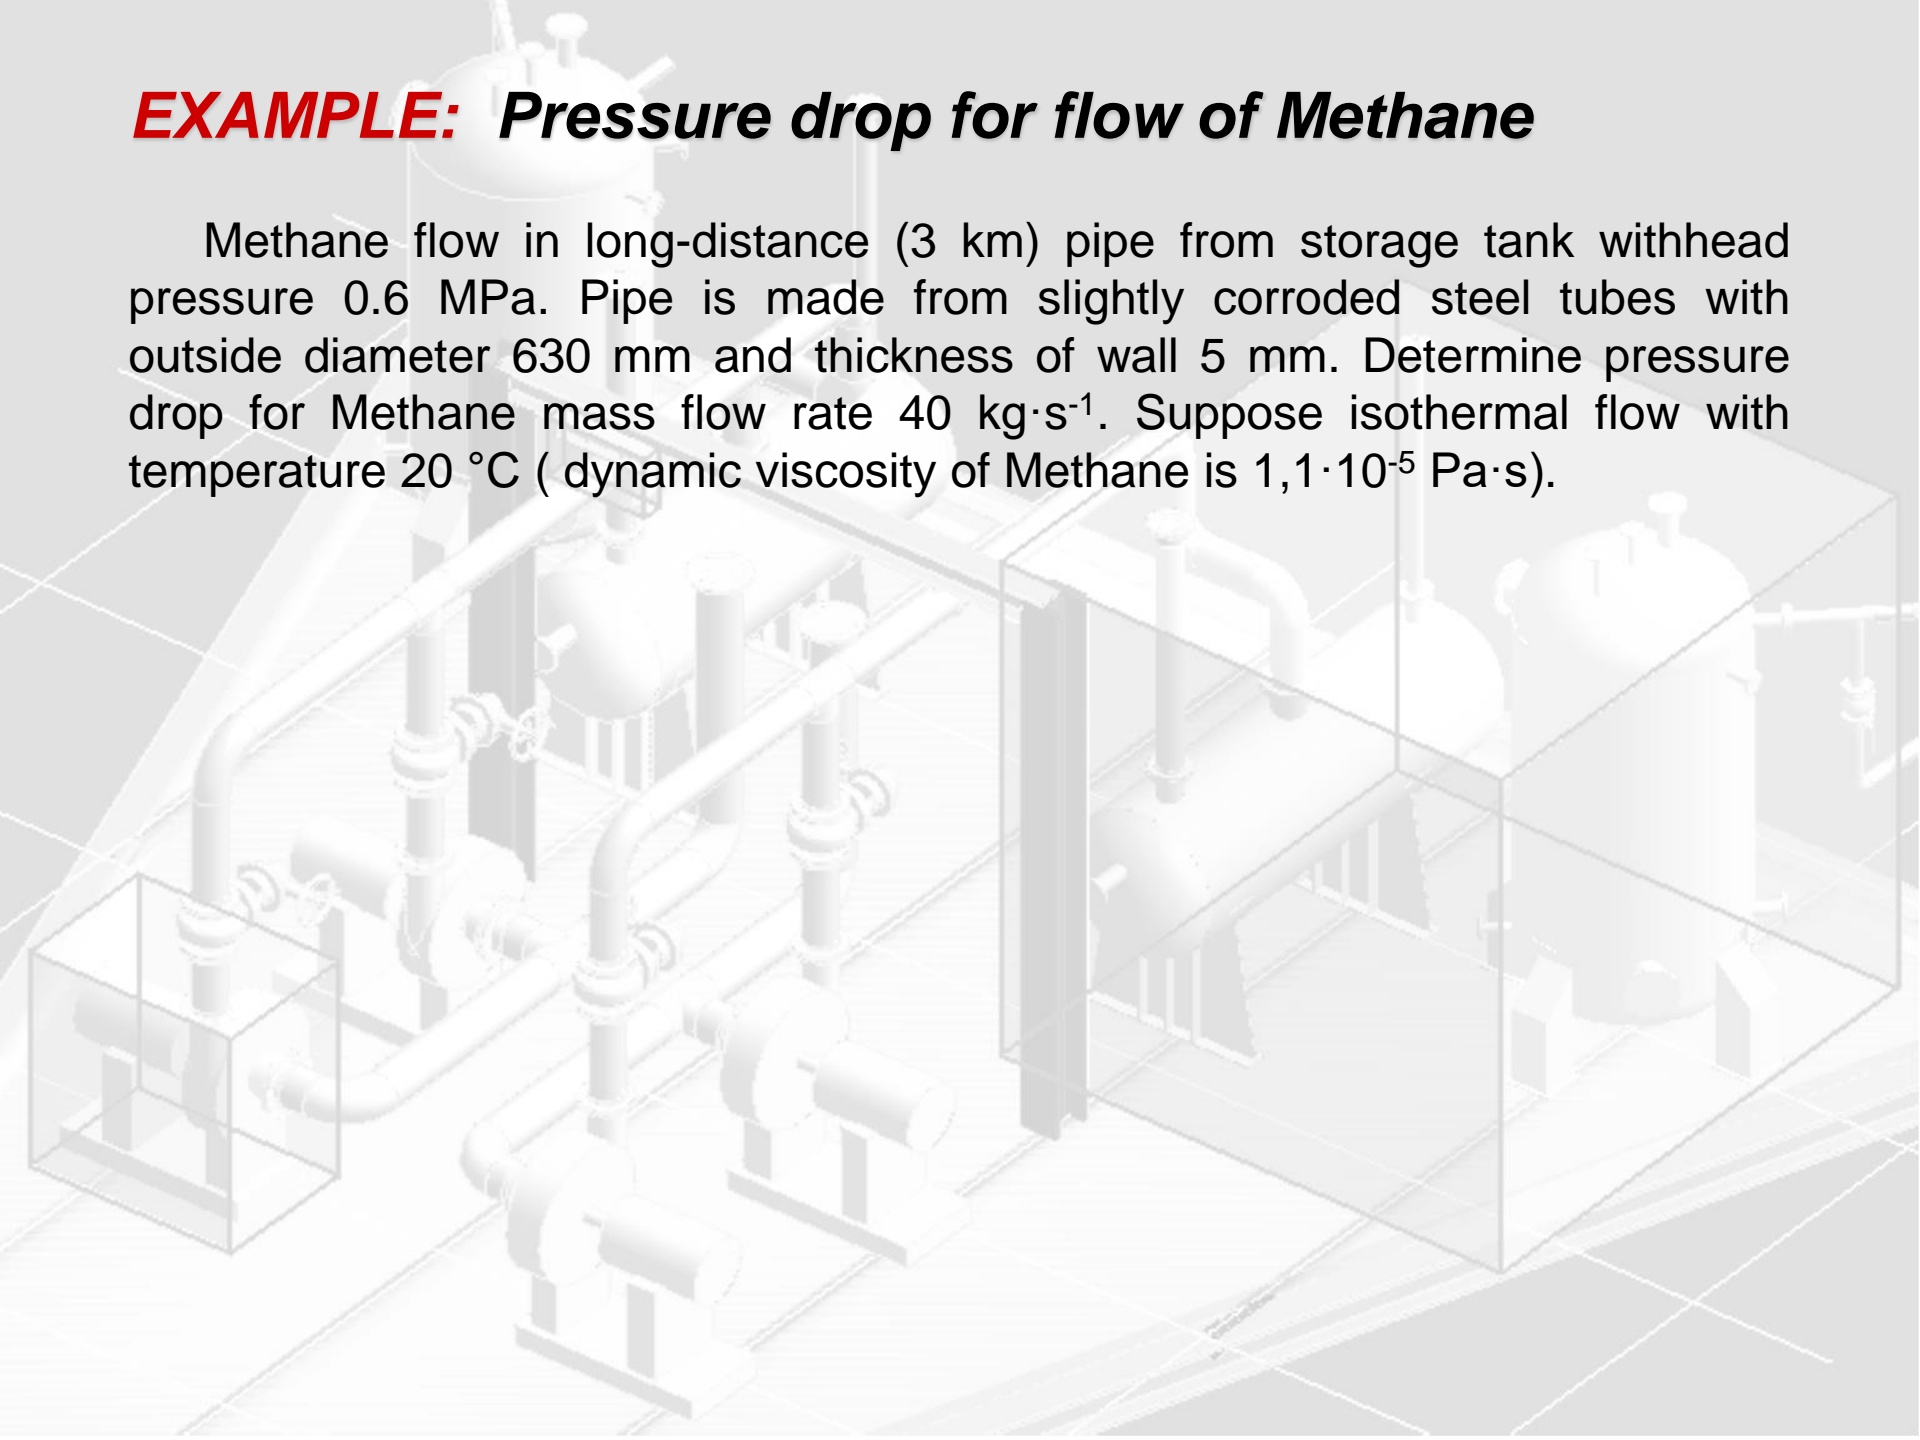 EXAMPLE: Pressure drop for flow of Methane
Methane flow in long-distance (3 km) pipe from storage tank withhead
pressure 0.6 MPa. Pipe is made from slightly corroded steel tubes with
outside diameter 630 mm and thickness of wall 5 mm. Determine pressure
drop for Methane mass flow rate 40 kg·s-1. Suppose isothermal flow with
temperature 20 °C ( dynamic viscosity of Methane is 1,1·10-5 Pa·s).